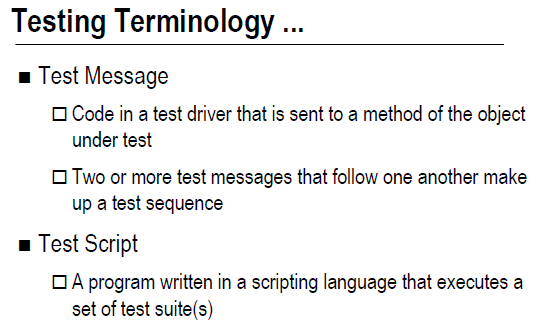 Testing Terminology ...
Test Message
Code in a test driver that is sent to a method of the object
under test
Two or more test messages that follow one another make
up a test sequence
Test Script
A program written in a scripting language that executes a
set of test suite(s)